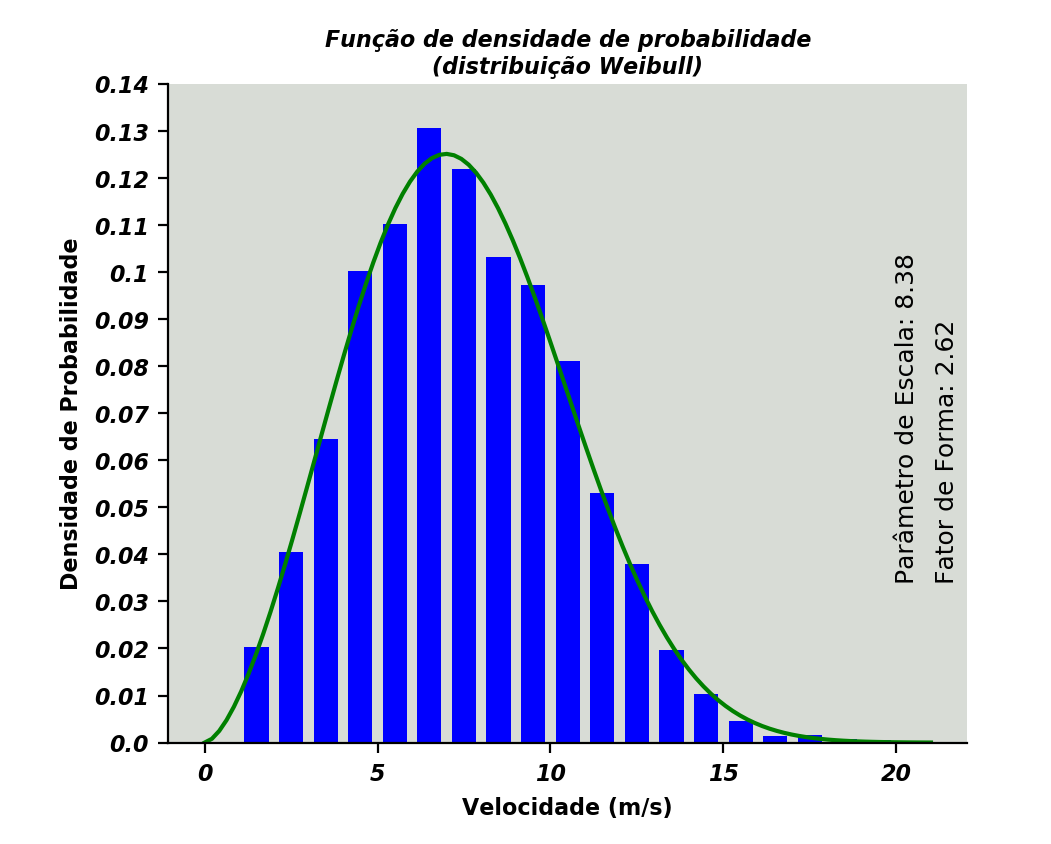 Função de densidade de probabilidade
(distribuição Weibull)
0.14
0.13
0.12
0.11
0.1
0.09
0.08
0.07
0.06
0.05
0.04
0.03
0.02
0.01
0.0
Densidade de Probabilidade
Parâmetro de Escala: 8.38
Fator de Forma: 2.62
0 5 10 15 20
Velocidade (m/s)